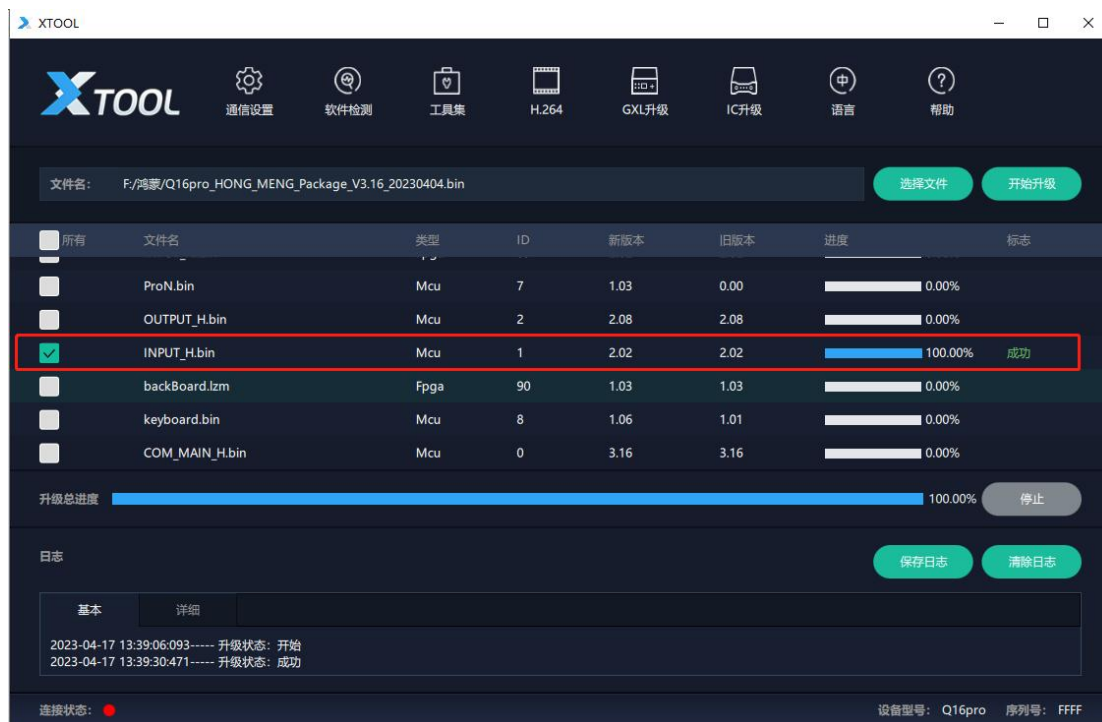 XTOOL
XTOOL
通信设置 软件检测 工具集 H.264 GXL升级 IC升级 语言 帮助
文件名: F:/鸿蒙/Q16pro_HONG_MENG_Package_V3.16_20230404.bin 选择文件 开始升级
所有 文件名 类型 ID 新版本 旧版本 进度 标志
ProN.bin Mcu 7 1.03 0.00 0.00%
OUTPUT_H.bin Mcu 2 2.08 2.08 0.00%
INPUT_H.bin Mcu 1 2.02 2.02 100.00% 成功
backBoard.lzm Fpga 90 1.03 1.03 0.00%
keyboard.bin Mcu 8 1.06 1.01 0.00%
COM_MAIN_H.bin Mcu 0 3.16 3.16 0.00%
升级总进度 100.00% 停止
日志 保存日志 清除日志
基本 详细
2023-04-17 13:39:06:093----- 升级状态: 开始
2023-04-17 13:39:30:471----- 升级状态: 成功
连接状态: 设备型号: Q16pro 序列号: FFFF